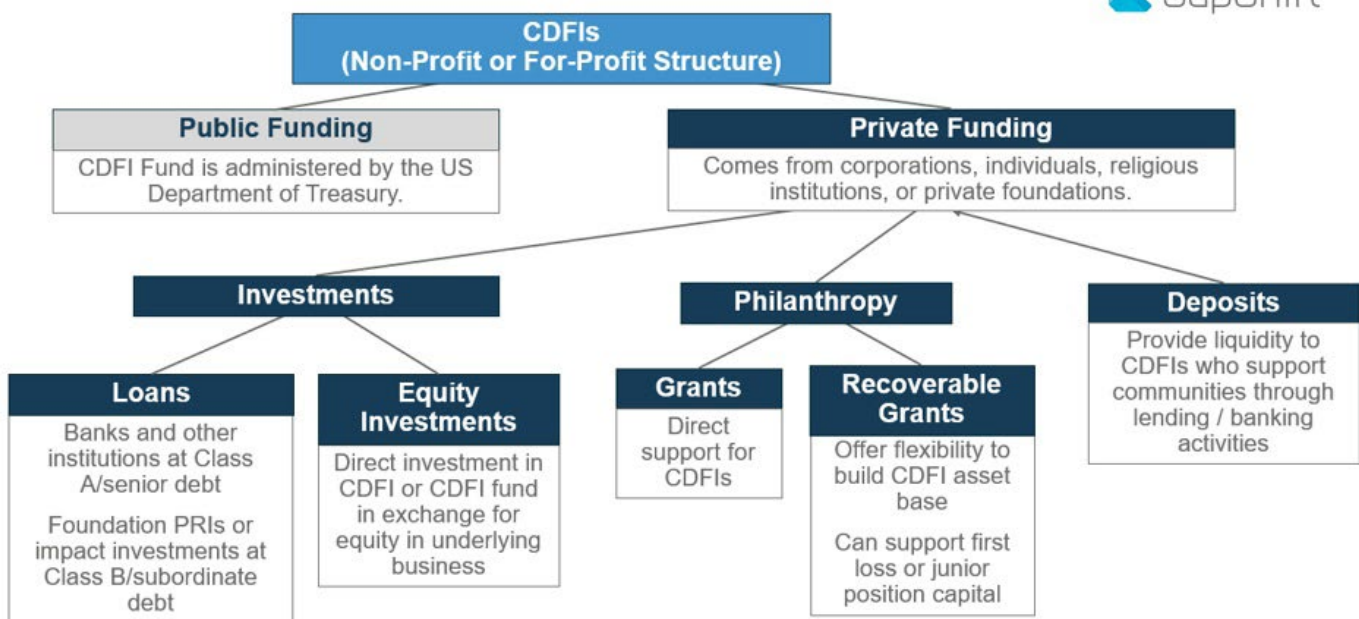 CDFIs
(Non-Profit or For-Profit Structure)
Public Funding
CDFI Fund is administered by the US
Department of Treasury.
Private Funding
Comes from corporations, individuals, religious
institutions, or private foundations.
Investments
Loans
Banks and other
institutions at Class
A/senior debt
Foundation PRIs or
impact investments at
Class B/subordinate
debt
Equity
Investments
Direct investment in
CDFI or CDFI fund
in exchange for
equity in underlying
business
Philanthropy
Grants
Direct
support for
CDFIs
Recoverable
Grants
Offer flexibility to
build CDFI asset
base
Can support first
loss or junior
position capital
Deposits
Provide liquidity to
CDFIs who support
communities through
lending / banking
activities